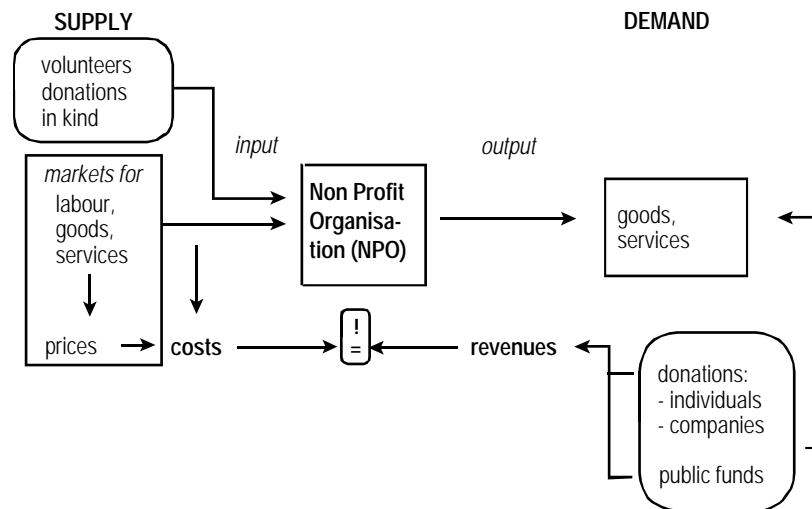 SUPPLY
DEMAND
volunteers
donations
in kind
input
output
markets for
labour,
goods,
services
Non Profit
Organisa-
tion (NPO)
goods,
services
prices
costs
!
=
revenues
donations:
- individuals
- companies
public funds